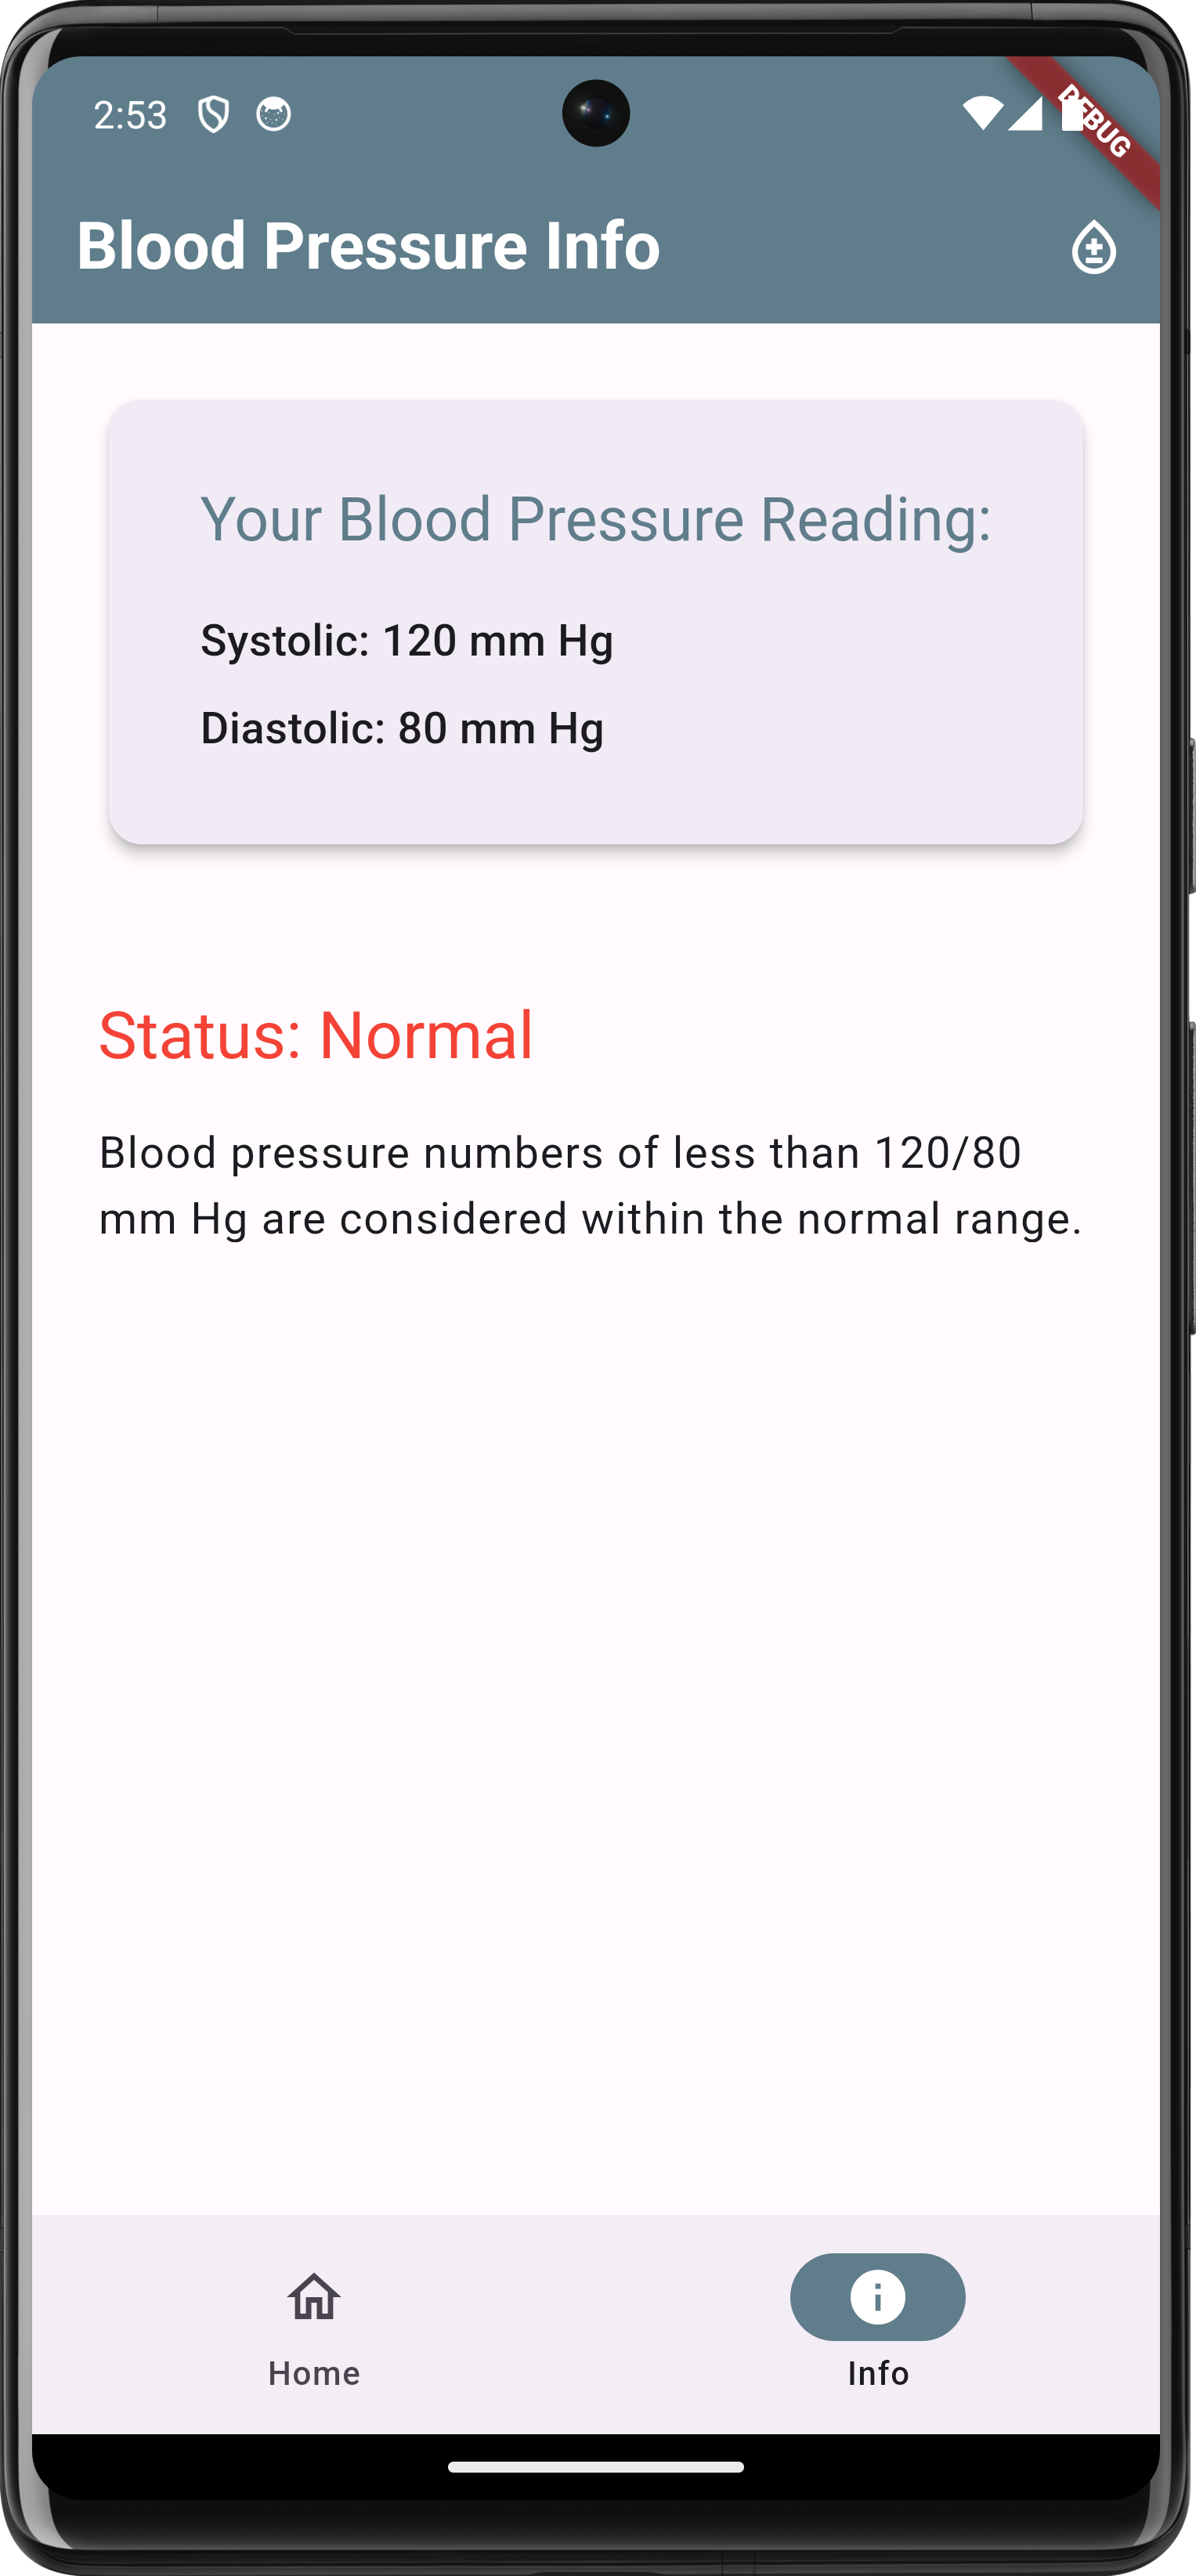 2:53
DEBUG
Blood Pressure Info
Your Blood Pressure Reading:
Systolic: 120 mm Hg
Diastolic: 80 mm Hg
Status: Normal
Blood pressure numbers of less than 120/80
mm Hg are considered within the normal range.
Home
Info